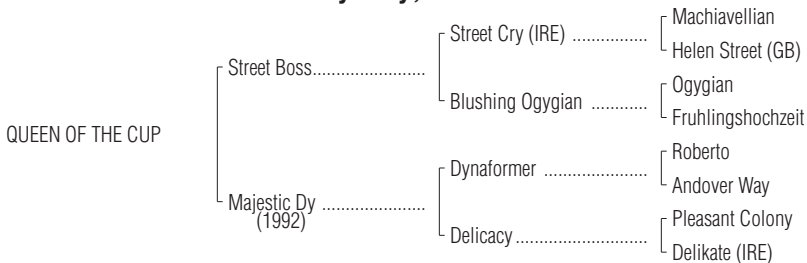 Machiavellian
Street Cry (IRE) ................
Helen Street (GB)
Street Boss........................
Ogygian
Blushing Ogygian ............
Fruhlingshochzeit
QUEEN OF THE CUP
Roberto
Dynaformer ......................
Andover Way
Majestic Dy ......................
(1992)
Pleasant Colony
Delicacy............................
Delikate (IRE)